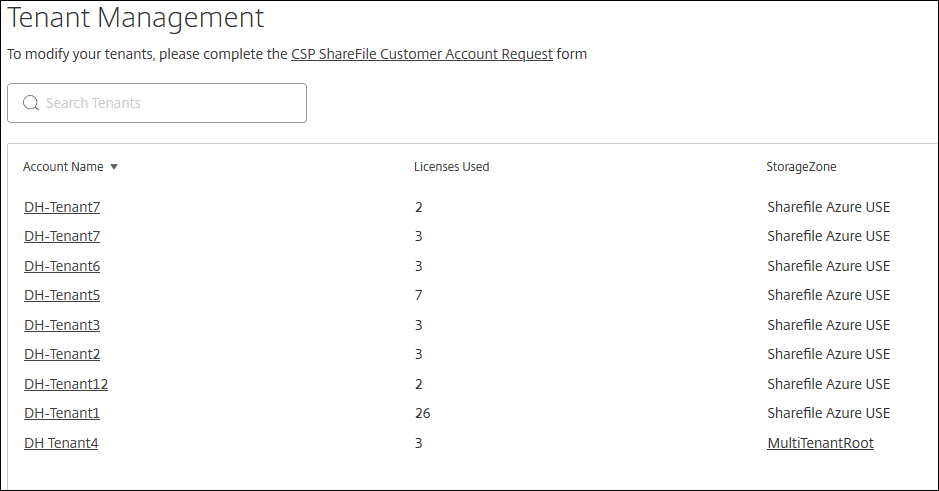 Tenant Management
To modify your tenants, please complete the CSP ShareFile Customer Account Request form
Search Tenants
Account Name Licenses Used StorageZone
DH-Tenant7 2 Sharefile Azure USE
DH-Tenant7 3 Sharefile Azure USE
DH-Tenant6 3 Sharefile Azure USE
DH-Tenant5 7 Sharefile Azure USE
DH-Tenant3 3 Sharefile Azure USE
DH-Tenant2 3 Sharefile Azure USE
DH-Tenant12 2 Sharefile Azure USE
DH-Tenant1 26 Sharefile Azure USE
DH Tenant4 3 MultiTenantRoot